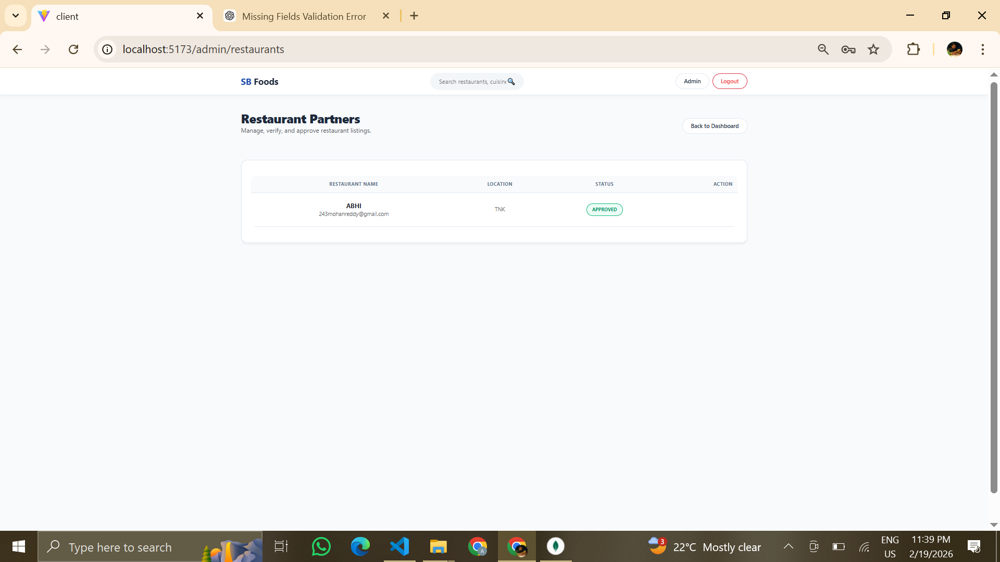 client
Missing Fields Validation Error
localhost:5173/admin/restaurants
SB Foods
Search restaurants, cuisine
Admin
Logout
Restaurant Partners
Manage, verify, and approve restaurant listings.
Back to Dashboard
RESTAURANT NAME
LOCATION
STATUS
ACTION
ABHI
243mohanreddy@gmail.com
TNK
APPROVED
Type here to search
A
3
22°C Mostly clear
ENG
US
11:39 PM
2/19/2026